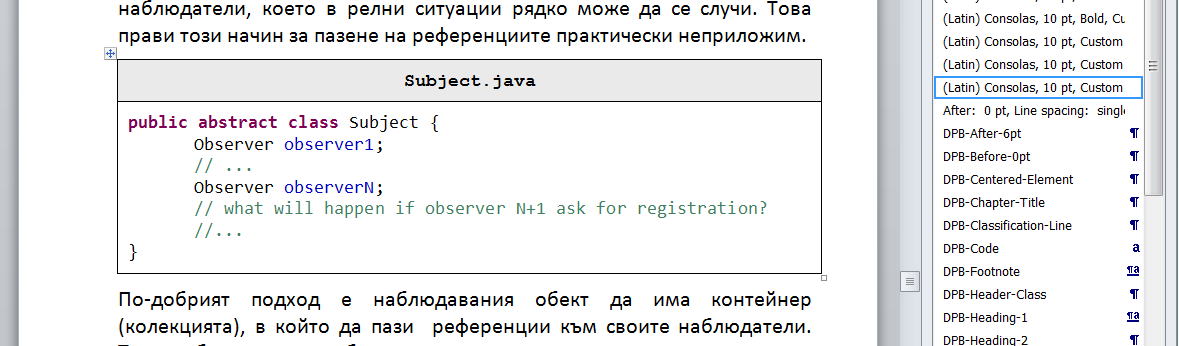 наблюдатели, което в релни ситуации рядко може да се случи. Това
прави този начин за пазене на референциите практически неприложим.
Subject.java
public abstract class Subject {
Observer observer1;
// ...
Observer observerN;
// what will happen if observer N+1 ask for registration?
//...
}
По-добрият подход е наблюдавания обект да има контейнер
(колекцията), в който да пази референции към своите наблюдатели.
(Latin) Consolas, 10 pt, Bold, Cu
(Latin) Consolas, 10 pt, Custom
(Latin) Consolas, 10 pt, Custom
(Latin) Consolas, 10 pt, Custom
After: 0 pt, Line spacing: single
DPB-After-6pt ¶
DPB-Before-0pt ¶
DPB-Centered-Element ¶
DPB-Chapter-Title ¶
DPB-Classification-Line ¶
DPB-Code a
DPB-Footnote ¶a
DPB-Header-Class ¶
DPB-Heading-1 ¶a
DPB-Heading-2 ¶